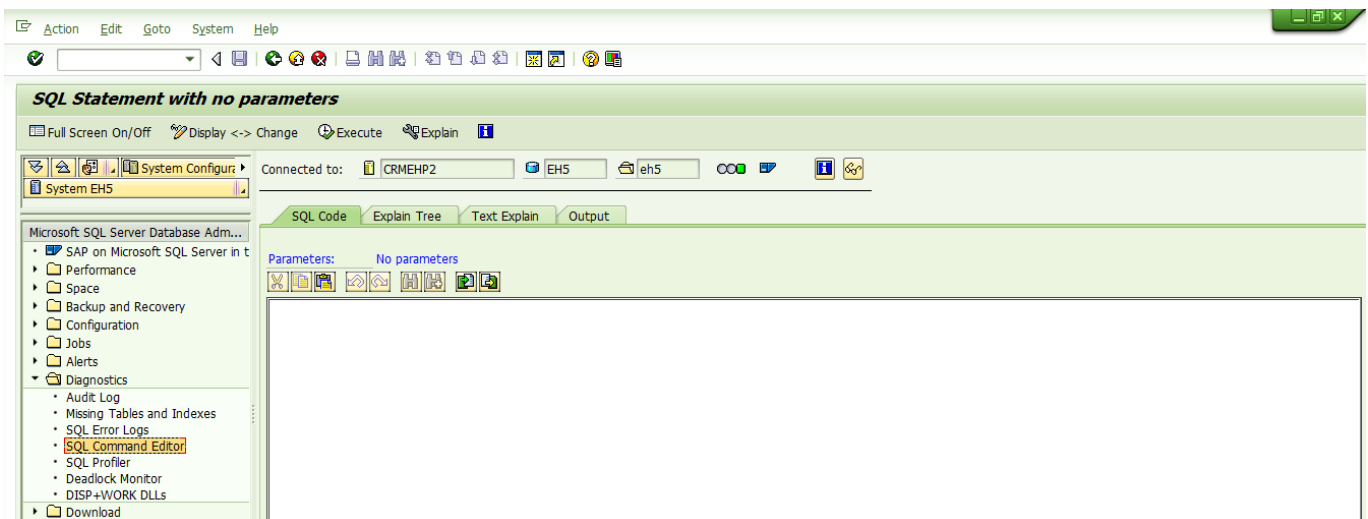 Action Edit Goto System Help
SQL Statement with no parameters
Full Screen On/Off Display <-> Change Execute Explain
System Configura
System EH5
Connected to: CRMEHP2 EH5 eh5
SQL Code Explain Tree Text Explain Output
Microsoft SQL Server Database Adm...
SAP on Microsoft SQL Server in t
Performance
Space
Backup and Recovery
Configuration
Jobs
Alerts
Diagnostics
Audit Log
Missing Tables and Indexes
SQL Error Logs
SQL Command Editor
SQL Profiler
Deadlock Monitor
DISP+WORK DLLs
Download
Parameters: No parameters